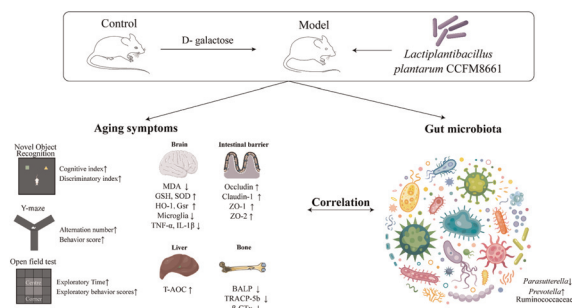 Control
Model
D- galactose
Lactiplantibacillus
plantarum CCFM8661
Aging symptoms
Gut microbiota
Novel Object
Recognition
Cognitive index↑
Discriminatory index↑
Y-maze
Alternation number↑
Behavior score↑
Open field test
Corner
Corner
Exploratory Time↑
Exploratory behavior scores↑
Brain
MDA ↓
GSH, SOD ↑
HO-1, Gsr ↑
Microglia ↓
TNF-α, IL-1β ↓
Intestinal barrier
Occludin ↑
Claudin-1 ↑
ZO-1 ↑
ZO-2 ↑
Liver
T-AOC ↑
Bone
BALP ↓
TRACP-5b ↓
Correlation
Parasutterella↓
Prevotella↑
Ruminococcaceae